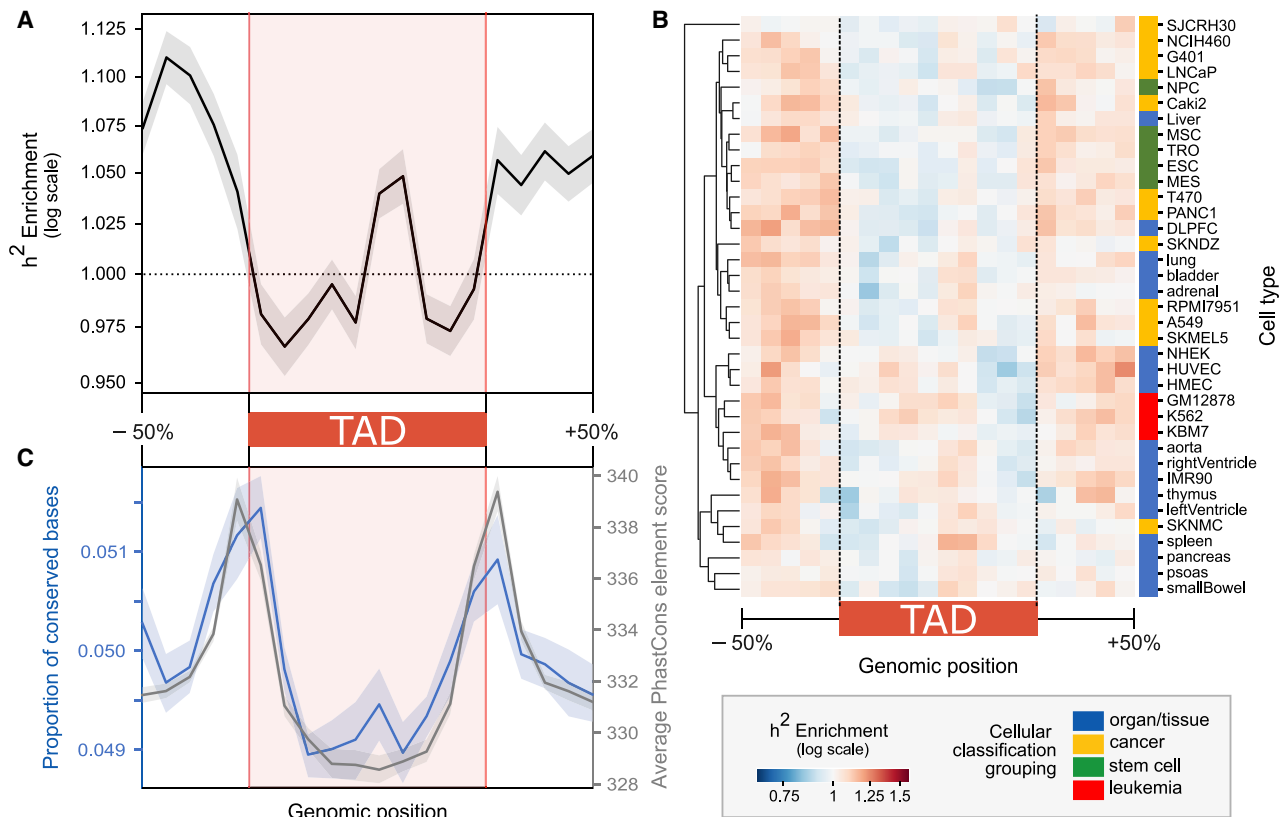 A
1.125
1.100
1.075
1.050
1.025
1.000
0.975
0.950
h² Enrichment
(log scale)
−50%
TAD
+50%
B
SJCRH30
NCIH460
G401
LNCaP
NPC
Caki2
Liver
MSC
TRO
ESC
MES
T470
PANC1
DLPFC
SKNDZ
lung
bladder
adrenal
RPMI7951
A549
SKMEL5
NHEK
HUVEC
HMEC
GM12878
K562
KBM7
aorta
rightVentricle
IMR90
thymus
leftVentricle
SKNMC
spleen
pancreas
psoas
smallBowel
Cell type
TAD
−50%
+50%
Genomic position
h² Enrichment
(log scale)
0.75
1
1.25
1.5
Cellular
classification
grouping
organ/tissue
cancer
stem cell
leukemia
C
Proportion of conserved bases
0.051
0.050
0.049
340
338
336
334
332
330
328
Average PhastCons element score
Genomic position